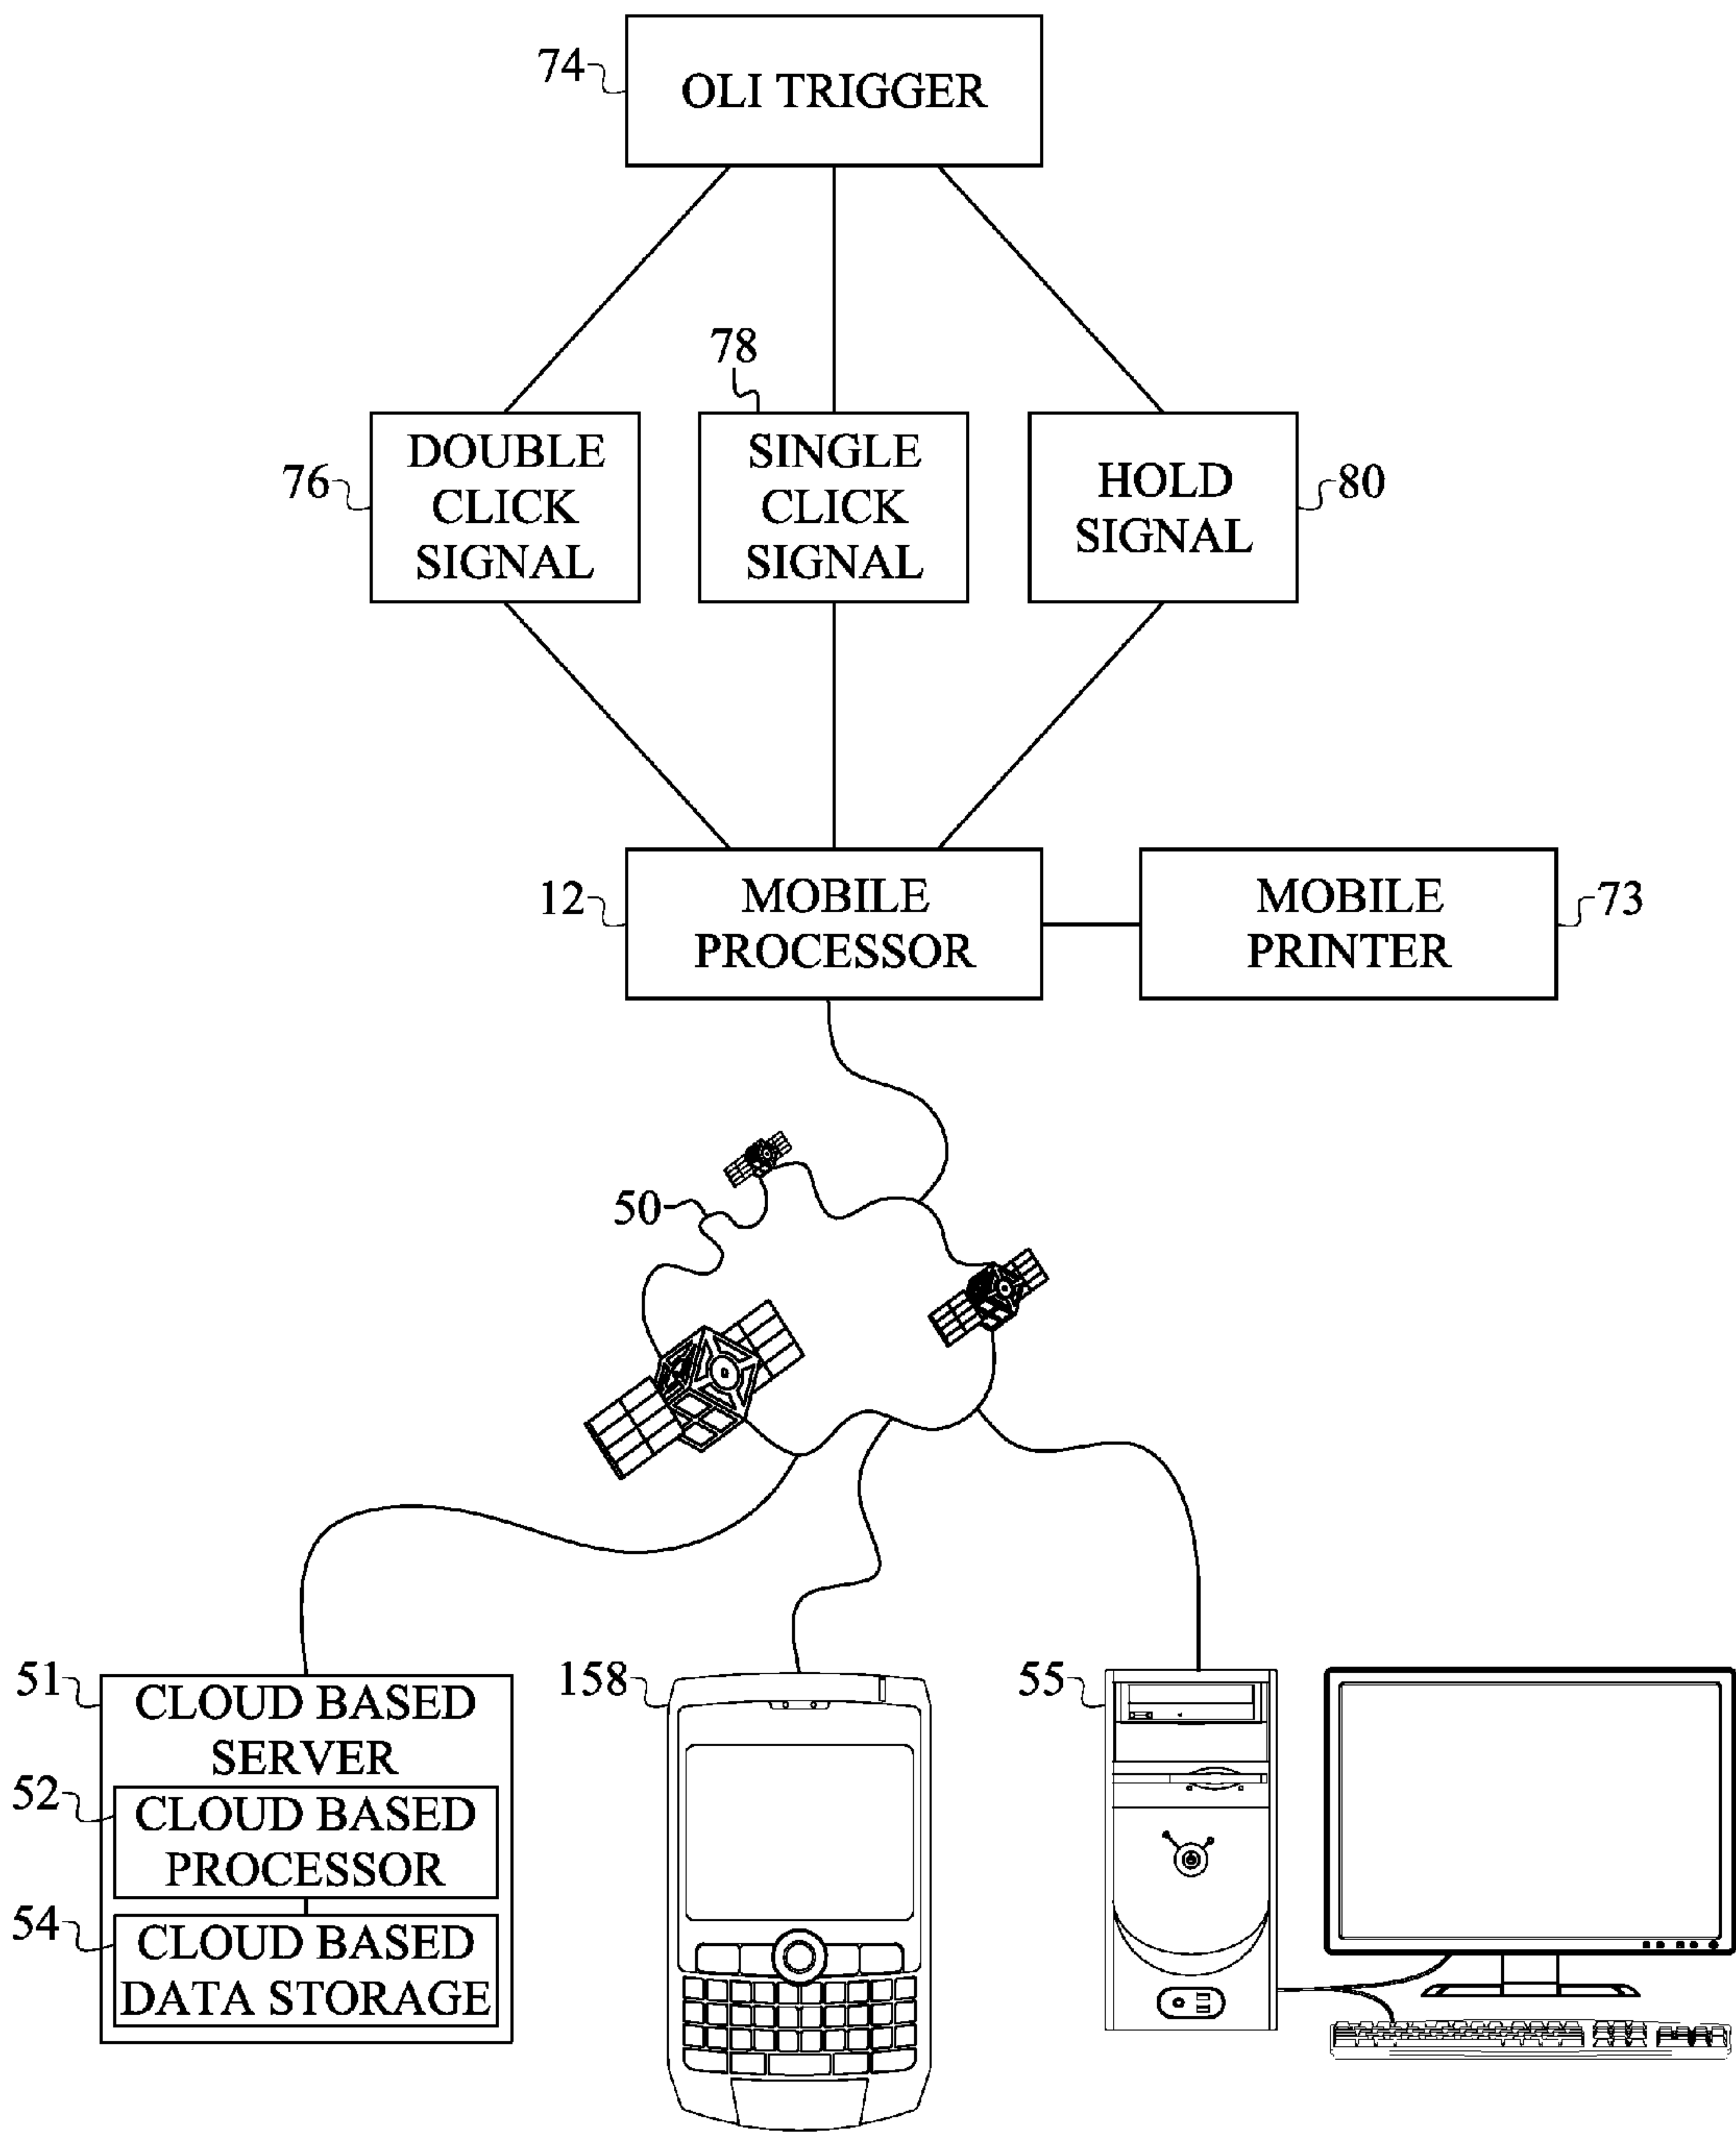 74
OLI TRIGGER
78
76
DOUBLE
CLICK
SIGNAL
SINGLE
CLICK
SIGNAL
HOLD
SIGNAL
80
12
MOBILE
PROCESSOR
MOBILE
PRINTER
73
50
51
CLOUD BASED
SERVER
52
CLOUD BASED
PROCESSOR
54
CLOUD BASED
DATA STORAGE
158
55